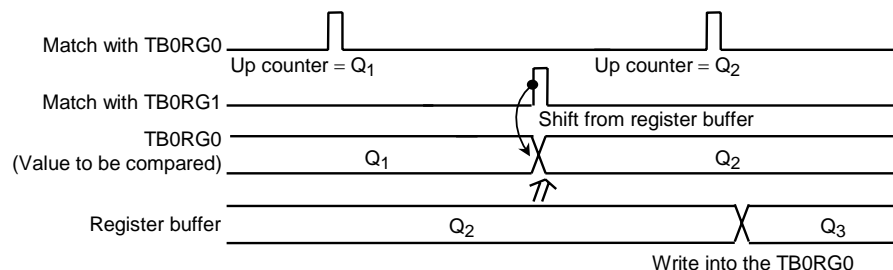 Match with TB0RG0
Up counter = Q1
Up counter = Q2
Match with TB0RG1
Shift from register buffer
TB0RG0
(Value to be compared)
Q1
Q2
Register buffer
Q2
Q3
Write into the TB0RG0